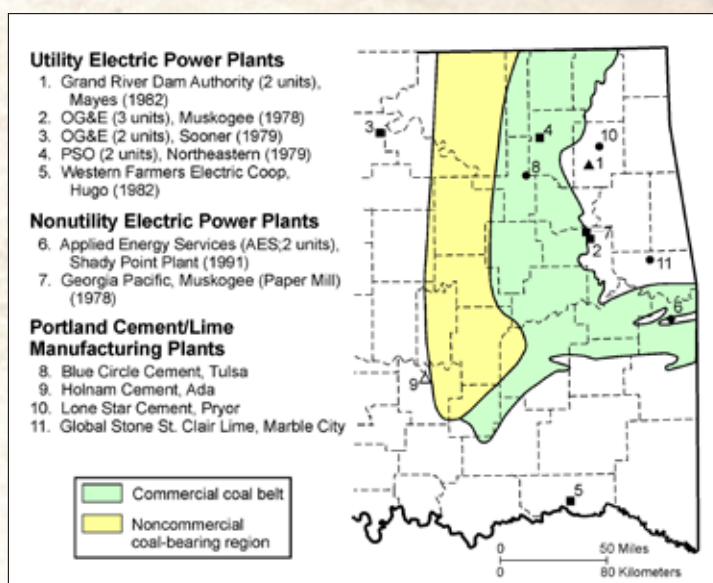 Utility Electric Power Plants
1. Grand River Dam Authority (2 units),
Mayes (1982)
2. OG&E (3 units), Muskogee (1978)
3. OG&E (2 units), Sooner (1979)
4. PSO (2 units), Northeastern (1979)
5. Western Farmers Electric Coop,
Hugo (1982)
Nonutility Electric Power Plants
6. Applied Energy Services (AES;2 units),
Shady Point Plant (1991)
7. Georgia Pacific, Muskogee (Paper Mill)
(1978)
Portland Cement/Lime
Manufacturing Plants
8. Blue Circle Cement, Tulsa
9. Holnam Cement, Ada
10. Lone Star Cement, Pryor
11. Global Stone St. Clair Lime, Marble City
Commercial coal belt
Noncommercial
coal-bearing region
3
4
10
1
8
7
2
11
6
9
5
0 50 Miles
0 80 Kilometers